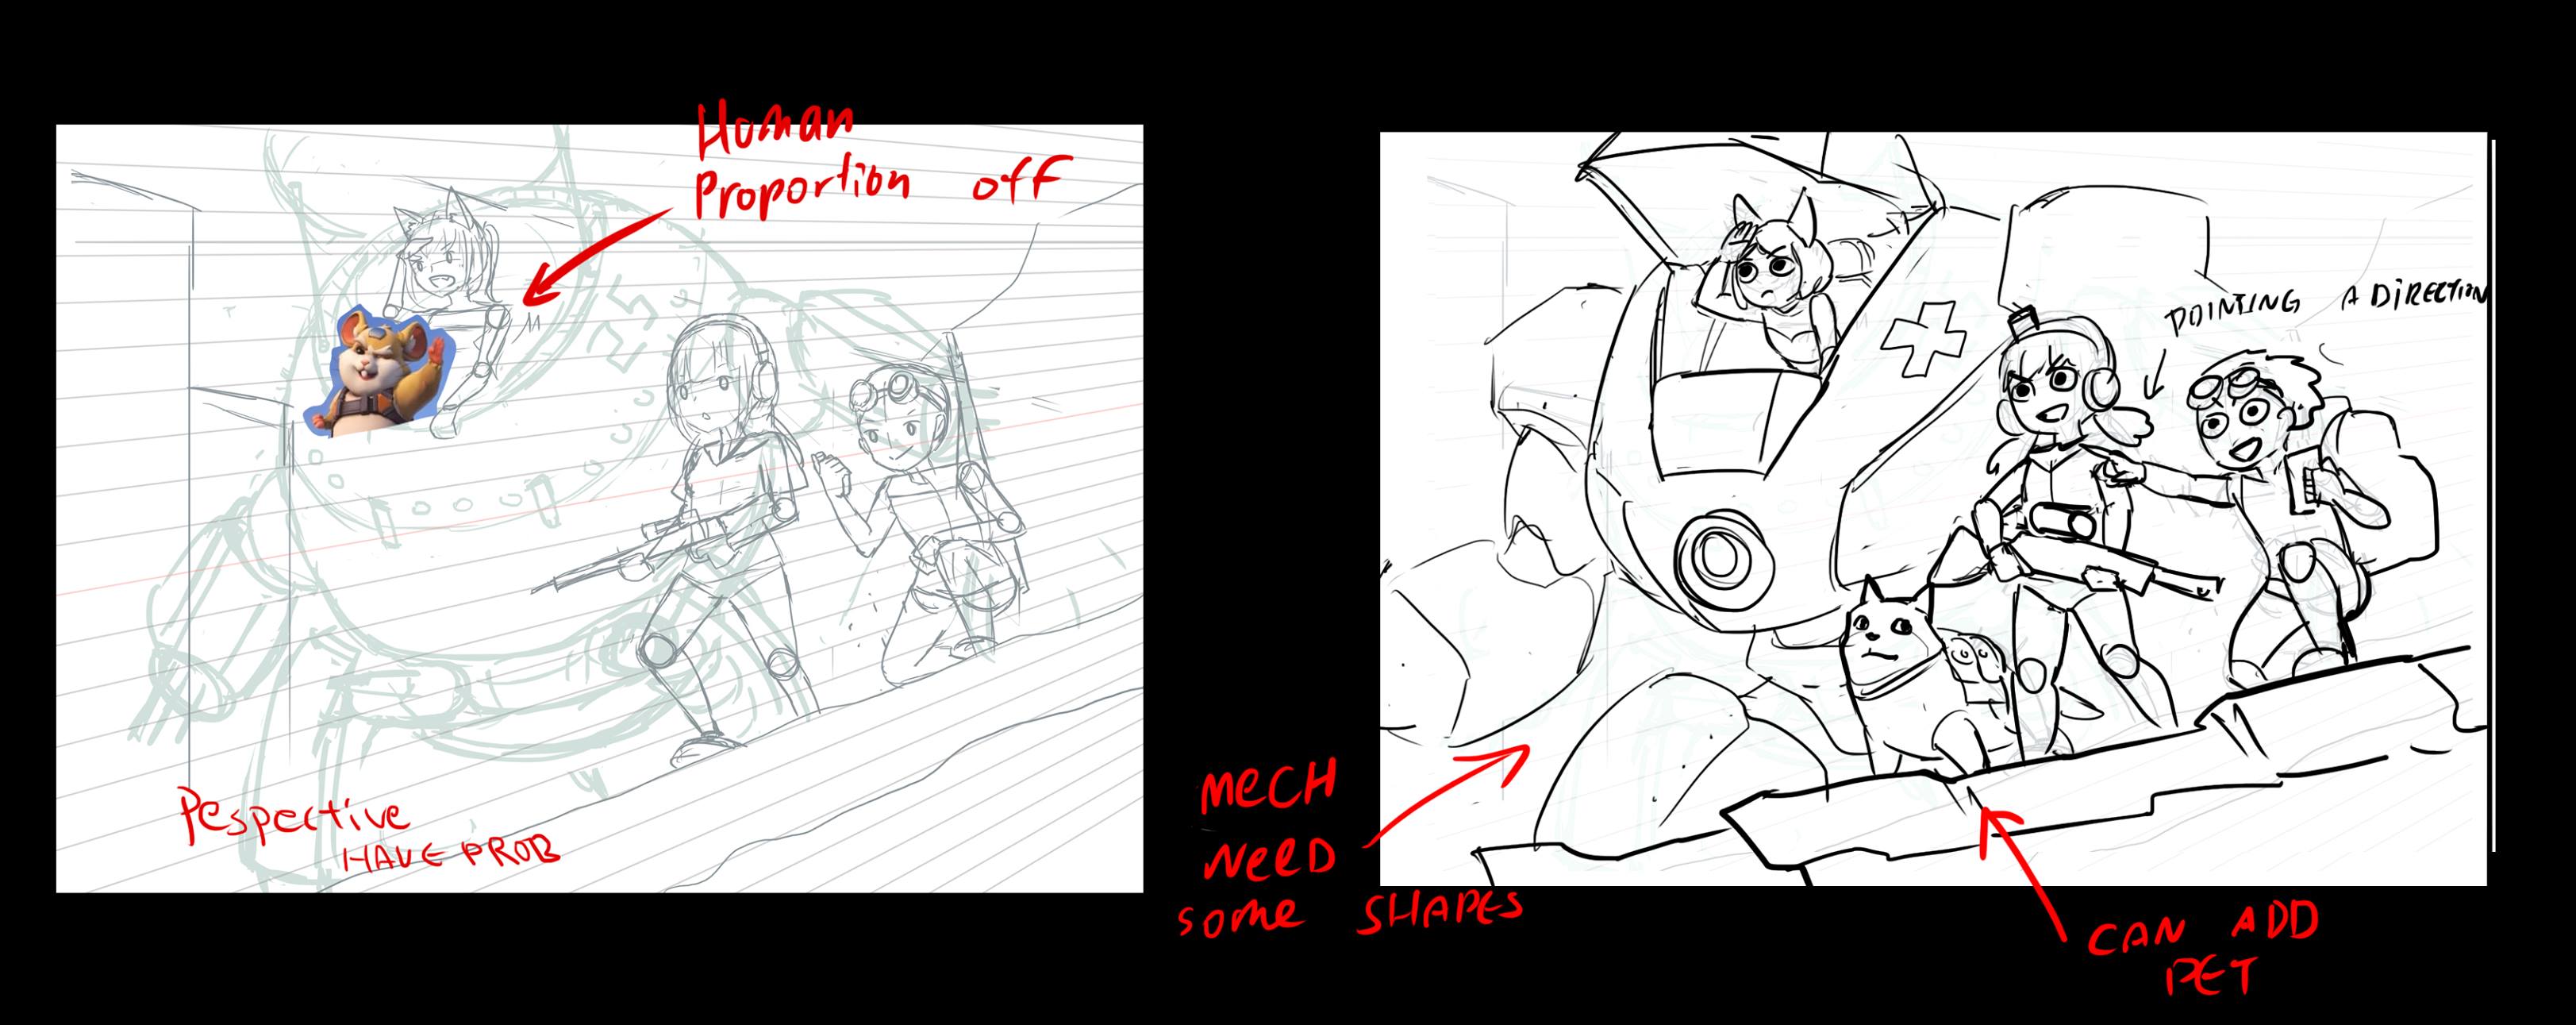 Human
Proportion off
Pespective
HAVE PROB
POINTING A DIRECTION
MECH
NEED
SOME SHAPES
CAN ADD
PET